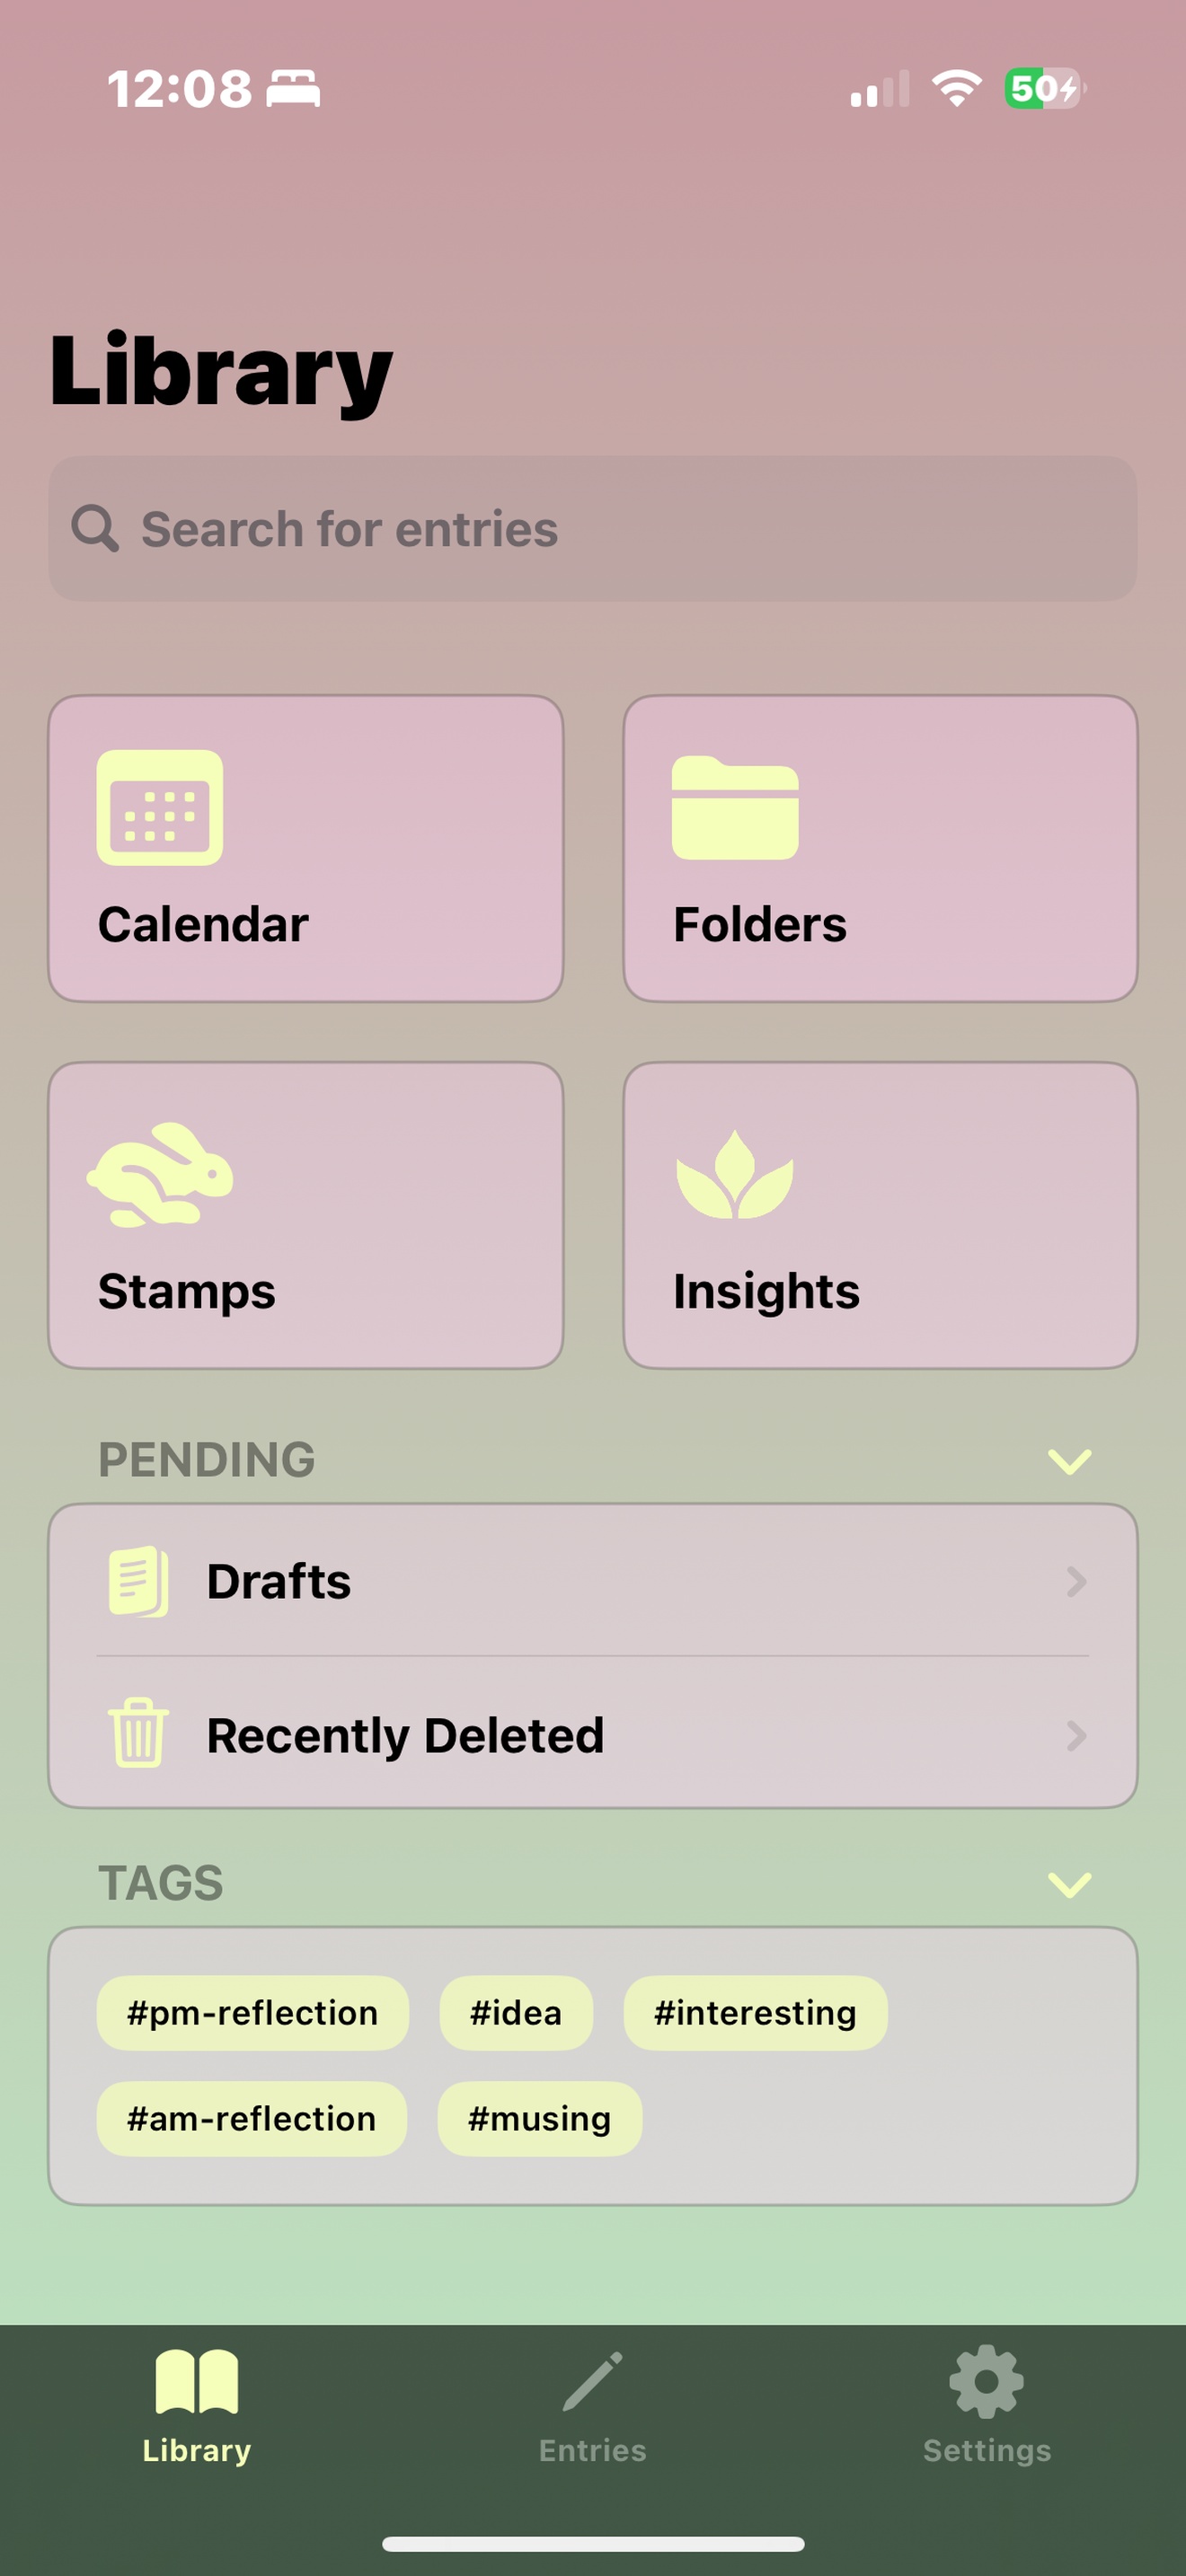 12:08
50
Library
Search for entries
Calendar
Folders
Stamps
Insights
PENDING
Drafts
Recently Deleted
TAGS
#pm-reflection #idea #interesting
#am-reflection #musing
Library
Entries
Settings